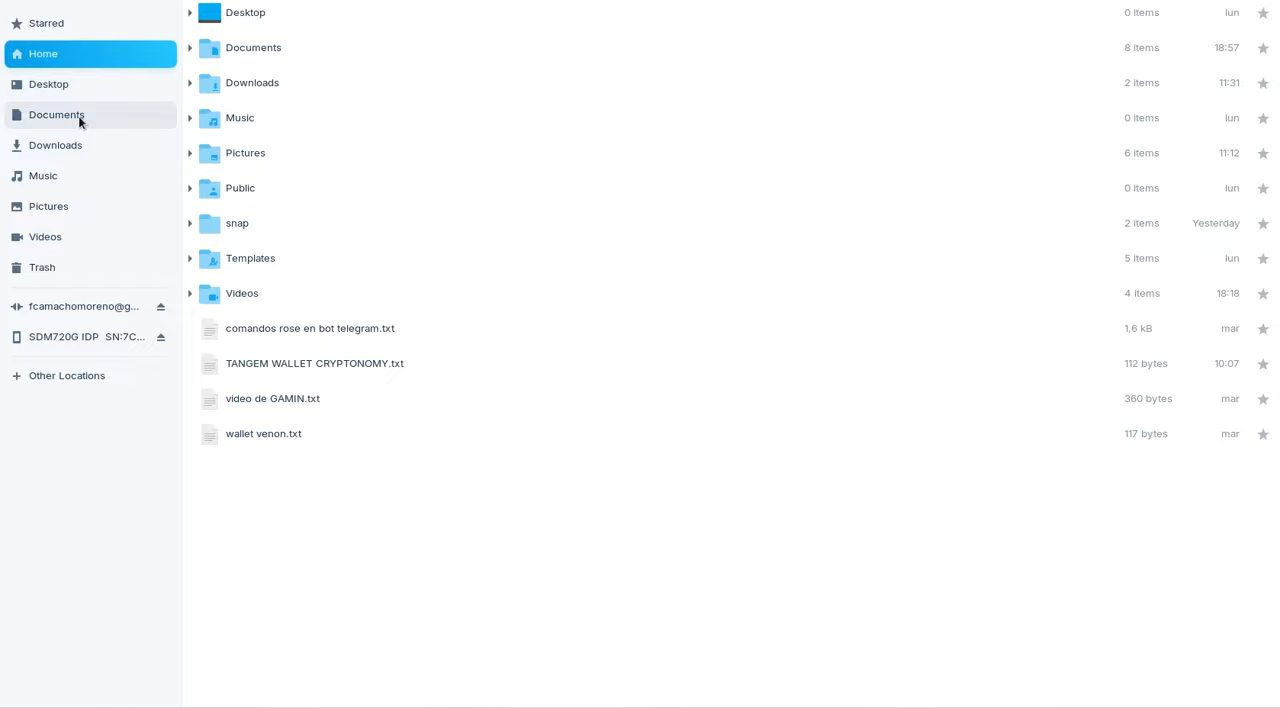 Starred
Home
Desktop
Documents
Downloads
Music
Pictures
Videos
Trash
fcamachomoreno@g...
SDM720G IDP SN:7C...
Other Locations
Desktop 0 items lun
Documents 8 items 18:57
Downloads 2 items 11:31
Music 0 items lun
Pictures 6 items 11:12
Public 0 items lun
snap 2 items Yesterday
Templates 5 items lun
Videos 4 items 18:18
comandos rose en bot telegram.txt 1,6 kB mar
TANGEM WALLET CRYPTONOMY.txt 112 bytes 10:07
video de GAMIN.txt 360 bytes mar
wallet venon.txt 117 bytes mar